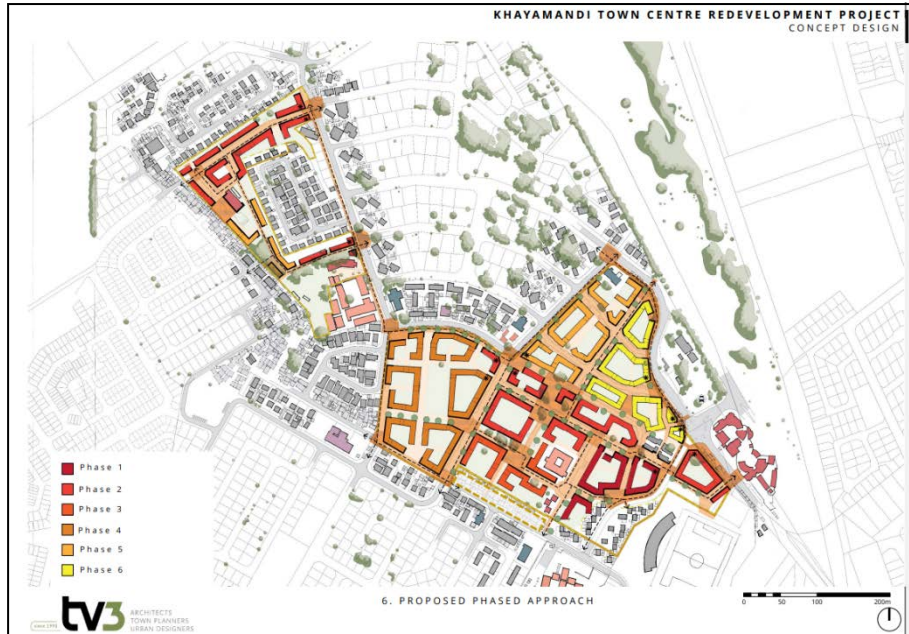 KHAYAMANDI TOWN CENTRE REDEVELOPMENT PROJECT
CONCEPT DESIGN
Phase 1
Phase 2
Phase 3
Phase 4
Phase 5
Phase 6
tv3
ARCHITECTS
TOWN PLANNERS
URBAN DESIGNERS
6. PROPOSED PHASED APPROACH
0 50 100 200m